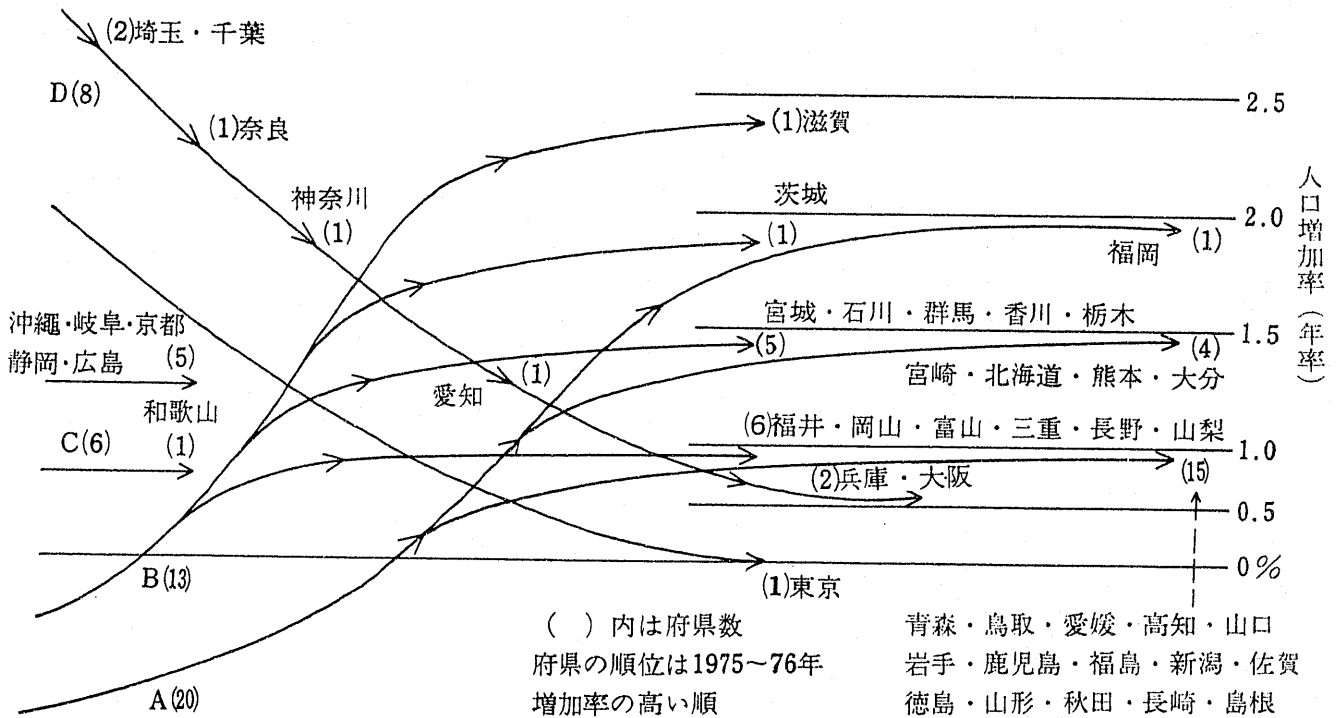 (2)埼玉・千葉
D(8)
2.5
(1)奈良
(1)滋賀
神奈川
(1)
茨城
2.0
(1)
福岡
(1)
人口増加率（年率）
沖縄・岐阜・京都
静岡・広島 (5)
宮城・石川・群馬・香川・栃木
1.5
(5)
(4)
愛知
(1)
宮崎・北海道・熊本・大分
和歌山
(1)
C(6)
(6)福井・岡山・富山・三重・長野・山梨
1.0
(15)
(2)兵庫・大阪
0.5
B(13)
0%
(1)東京
A(20)
( ) 内は府県数
府県の順位は1975～76年
増加率の高い順
青森・鳥取・愛媛・高知・山口
岩手・鹿児島・福島・新潟・佐賀
徳島・山形・秋田・長崎・島根